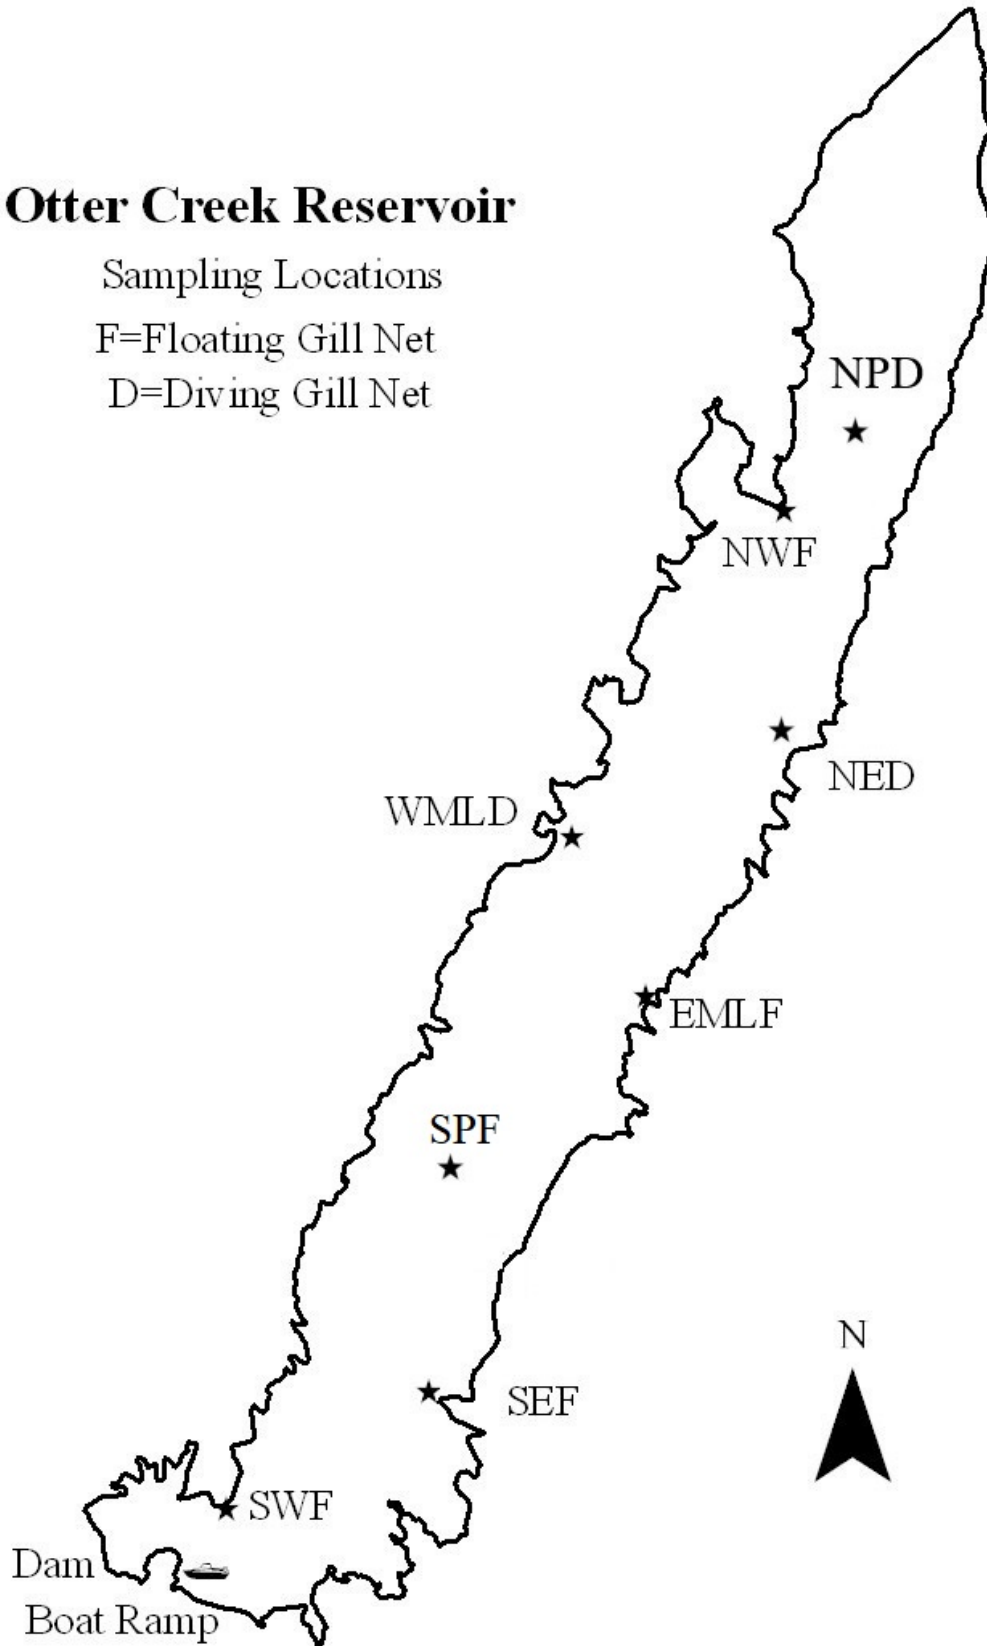 Otter Creek Reservoir
Sampling Locations
F=Floating Gill Net
D=Diving Gill Net
NPD
NWF
NED
WMLD
EMLF
SPF
N
SEF
SWF
Dam
Boat Ramp